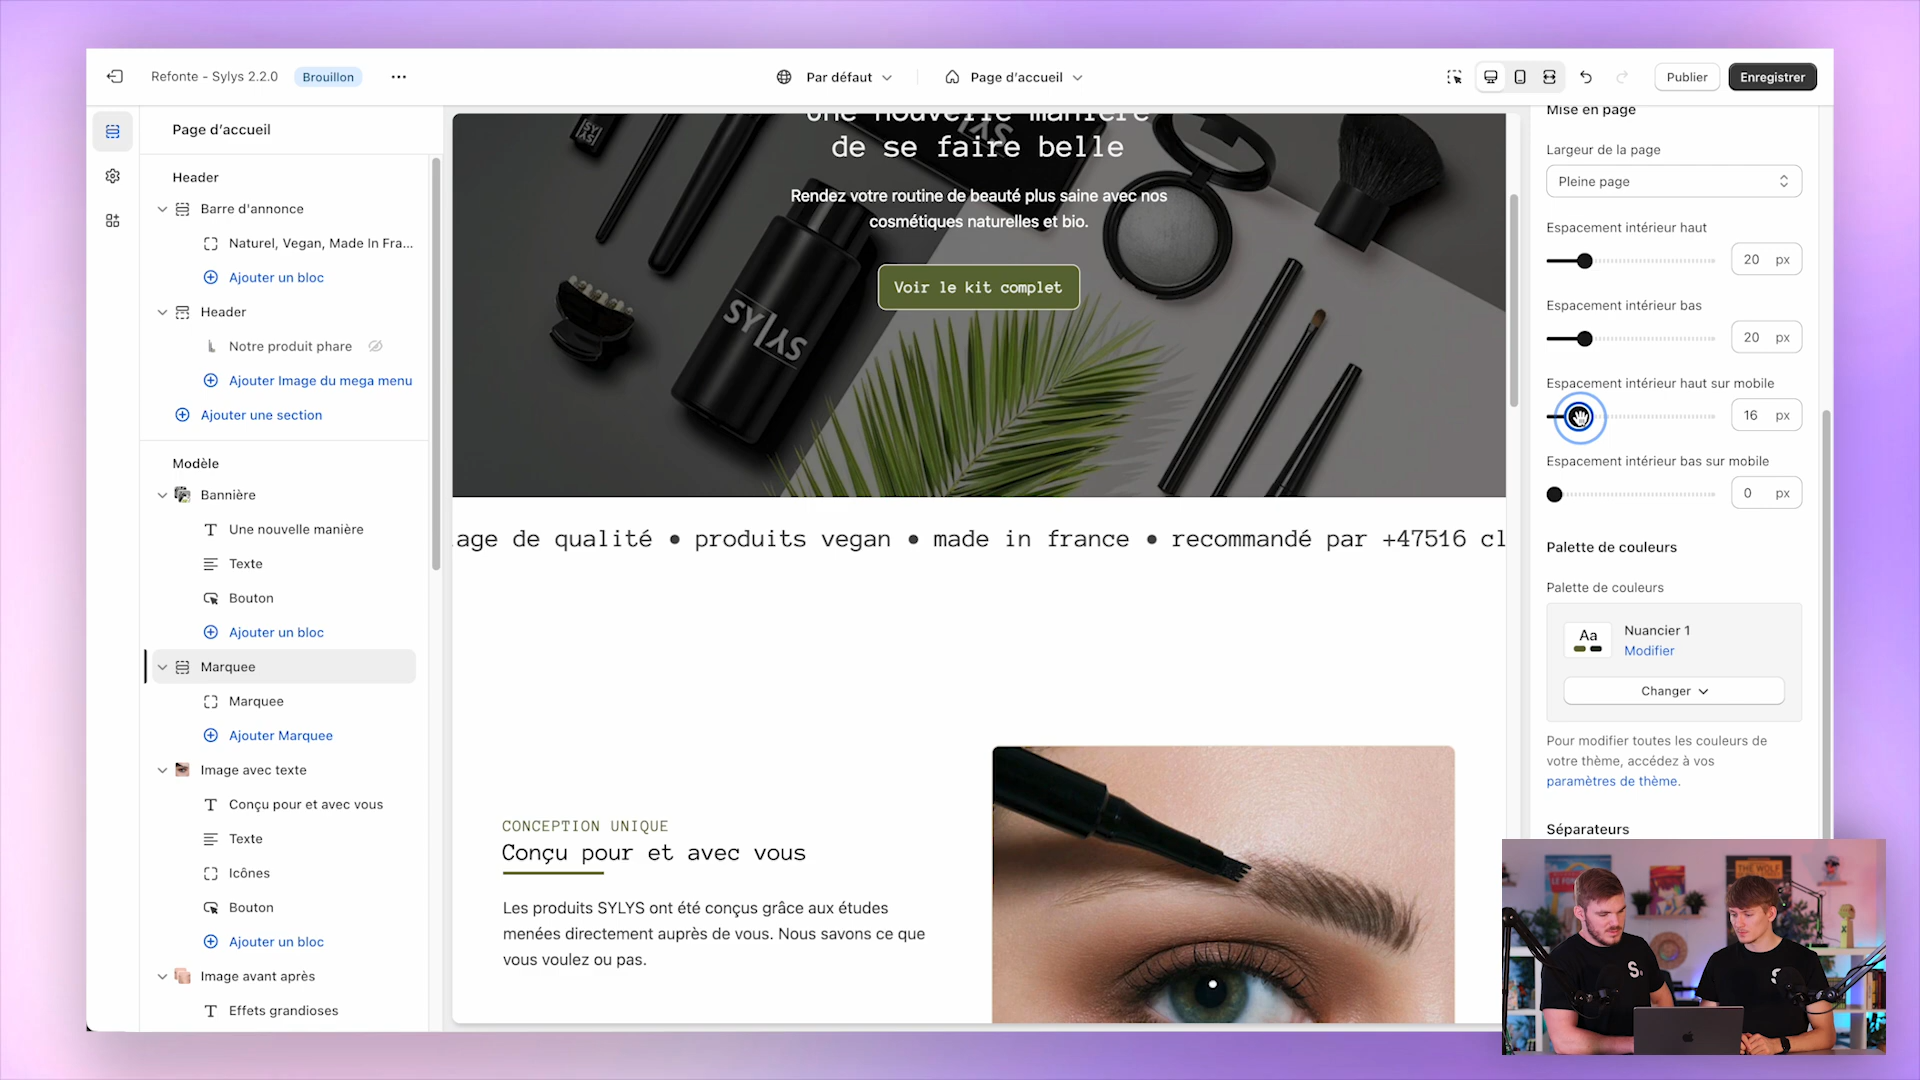 Refonte - Sylys 2.2.0
Brouillon
Par défaut
Page d'accueil
Publier
Enregistrer
Page d'accueil
Header
Barre d'annonce
Naturel, Vegan, Made In Fra...
Ajouter un bloc
Header
Notre produit phare
Ajouter Image du mega menu
Ajouter une section
Modèle
Bannière
Une nouvelle manière
Texte
Bouton
Ajouter un bloc
Marquee
Marquee
Ajouter Marquee
Image avec texte
Conçu pour et avec vous
Texte
Icônes
Bouton
Ajouter un bloc
Image avant après
Effets grandioses
une nouvelle manière
de se faire belle
Rendez votre routine de beauté plus saine avec nos
cosmétiques naturelles et bio.
Voir le kit complet
SYLYS
age de qualité • produits vegan • made in france • recommandé par +47516 cl
CONCEPTION UNIQUE
Conçu pour et avec vous
Les produits SYLYS ont été conçus grâce aux études
menées directement auprès de vous. Nous savons ce que
vous voulez ou pas.
Mise en page
Largeur de la page
Pleine page
Espacement intérieur haut
20 px
Espacement intérieur bas
20 px
Espacement intérieur haut sur mobile
16 px
Espacement intérieur bas sur mobile
0 px
Palette de couleurs
Palette de couleurs
Aa
Nuancier 1
Modifier
Changer
Pour modifier toutes les couleurs de
votre thème, accédez à vos
paramètres de thème.
Séparateurs
THE WOLF
S.